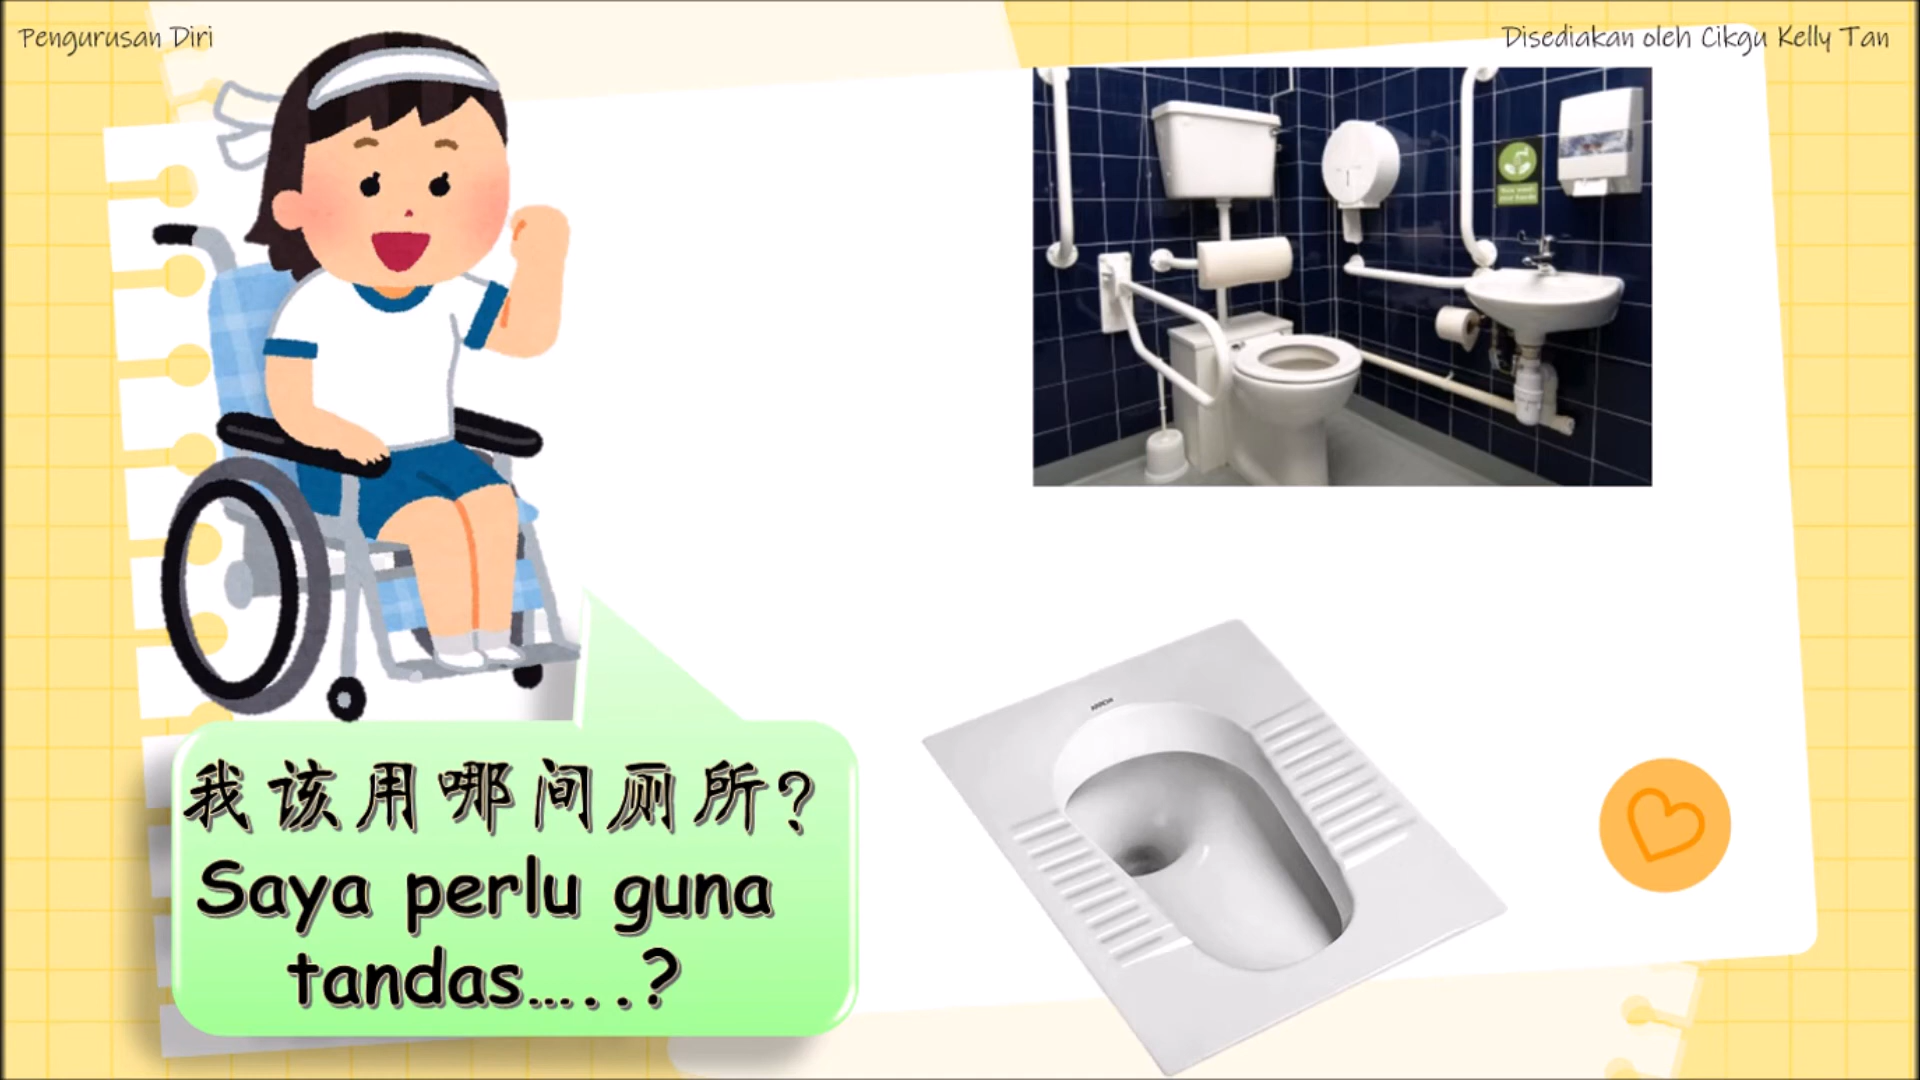 Pengurusan Diri
Disediakan oleh Cikgu Kelly Tan
我该用哪间厕所?
Saya perlu guna
tandas.....?